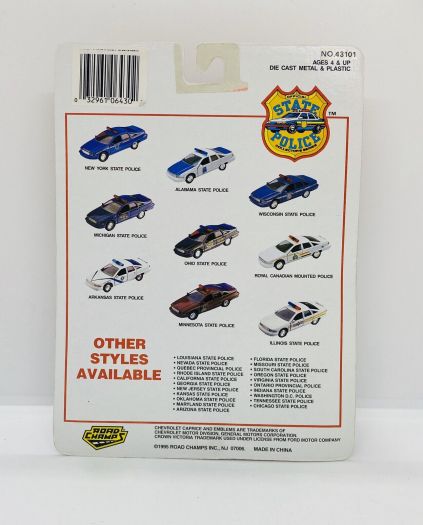 NO. 43101
AGES 4 & UP
DIE CAST METAL & PLASTIC
0 32961 06430
OFFICIAL
STATE
POLICE
COLLECTOR'S SERIES
TM
NEW YORK STATE POLICE
ALABAMA STATE POLICE
WISCONSIN STATE POLICE
MICHIGAN STATE POLICE
OHIO STATE POLICE
ROYAL CANADIAN MOUNTED POLICE
ARKANSAS STATE POLICE
MINNESOTA STATE POLICE
ILLINOIS STATE POLICE
OTHER
STYLES
AVAILABLE
• LOUISIANA STATE POLICE
• NEVADA STATE POLICE
• QUEBEC PROVINCIAL POLICE
• RHODE ISLAND STATE POLICE
• CALIFORNIA STATE POLICE
• GEORGIA STATE POLICE
• NEW JERSEY STATE POLICE
• KANSAS STATE POLICE
• OKLAHOMA STATE POLICE
• MARYLAND STATE POLICE
• ARIZONA STATE POLICE
• FLORIDA STATE POLICE
• MISSOURI STATE POLICE
• SOUTH CAROLINA STATE POLICE
• OREGON STATE POLICE
• VIRGINIA STATE POLICE
• ONTARIO PROVINCIAL POLICE
• INDIANA STATE POLICE
• WASHINGTON D.C. POLICE
• TENNESSEE STATE POLICE
• CHICAGO STATE POLICE
ROAD
CHAMPS
CHEVROLET CAPRICE AND EMBLEMS ARE TRADEMARKS OF
CHEVROLET MOTOR DIVISION, GENERAL MOTORS CORPORATION.
CROWN VICTORIA TRADEMARK USED UNDER LICENSE FROM FORD MOTOR COMPANY
©1995 ROAD CHAMPS INC., NJ 07006. MADE IN CHINA